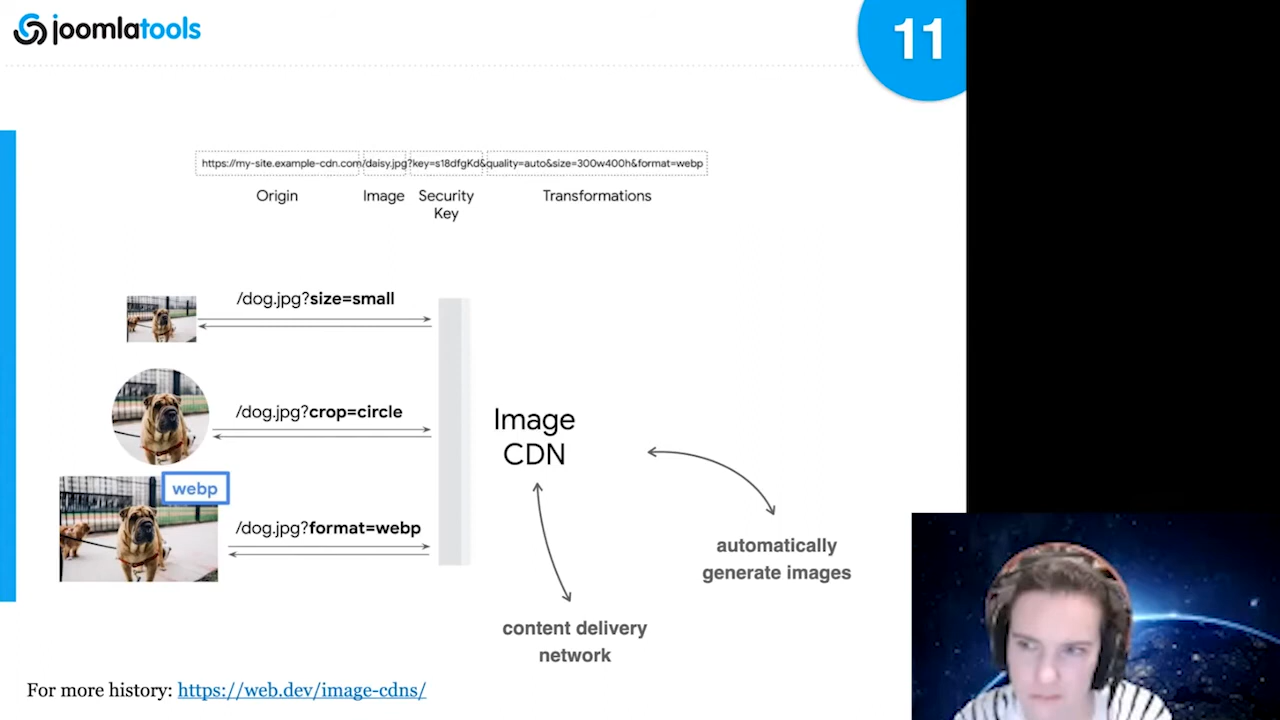 joomlatools
11
https://my-site.example-cdn.com/daisy.jpg?key=s18dfgKd&quality=auto&size=300w400h&format=webp
Origin Image Security Key Transformations
/dog.jpg?size=small
/dog.jpg?crop=circle
webp
/dog.jpg?format=webp
Image
CDN
automatically
generate images
content delivery
network
For more history: https://web.dev/image-cdns/